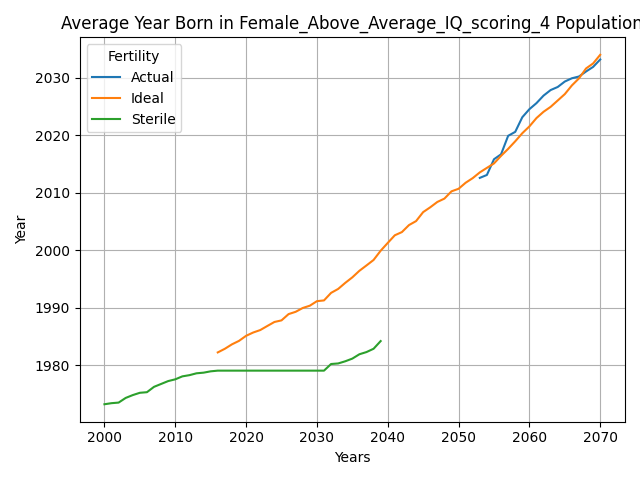 Average Year Born in Female_Above_Average_IQ_scoring_4 Population
Fertility
Actual
Ideal
Sterile
Year
2030
2020
2010
2000
1990
1980
2000 2010 2020 2030 2040 2050 2060 2070
Years